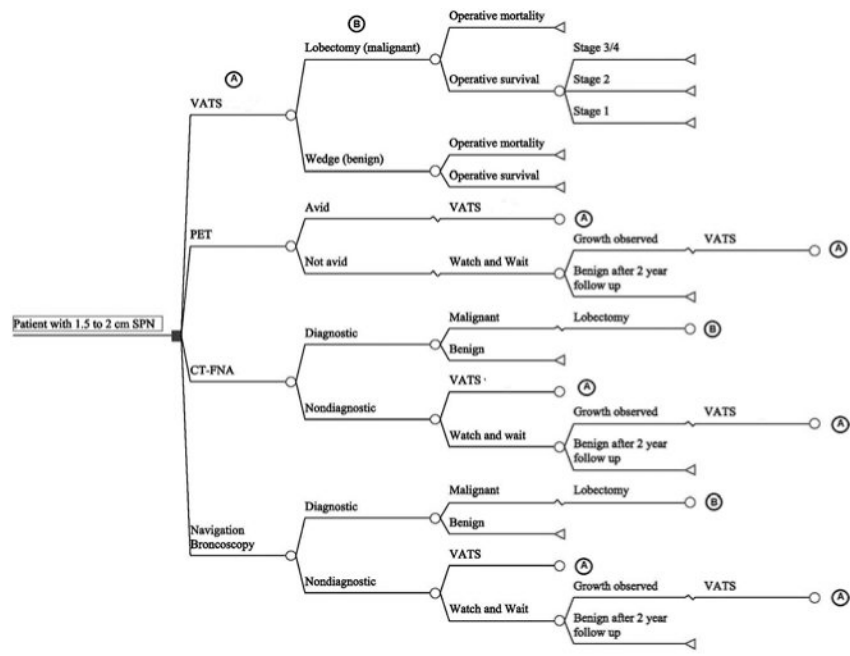 Operative mortality
B
Lobectomy (malignant)
Stage 3/4
A
Operative survival
Stage 2
VATS
Stage 1
Operative mortality
Wedge (benign)
Operative survival
Avid
VATS
A
PET
Growth observed
VATS
A
Not avid
Watch and Wait
Benign after 2 year
follow up
Patient with 1.5 to 2 cm SPN
Malignant
Lobectomy
B
Diagnostic
Benign
CT-FNA
VATS
A
Nondiagnostic
Growth observed
VATS
A
Watch and wait
Benign after 2 year
follow up
Malignant
Lobectomy
B
Diagnostic
Benign
Navigation
Broncoscopy
VATS
A
Nondiagnostic
Growth observed
VATS
A
Watch and Wait
Benign after 2 year
follow up